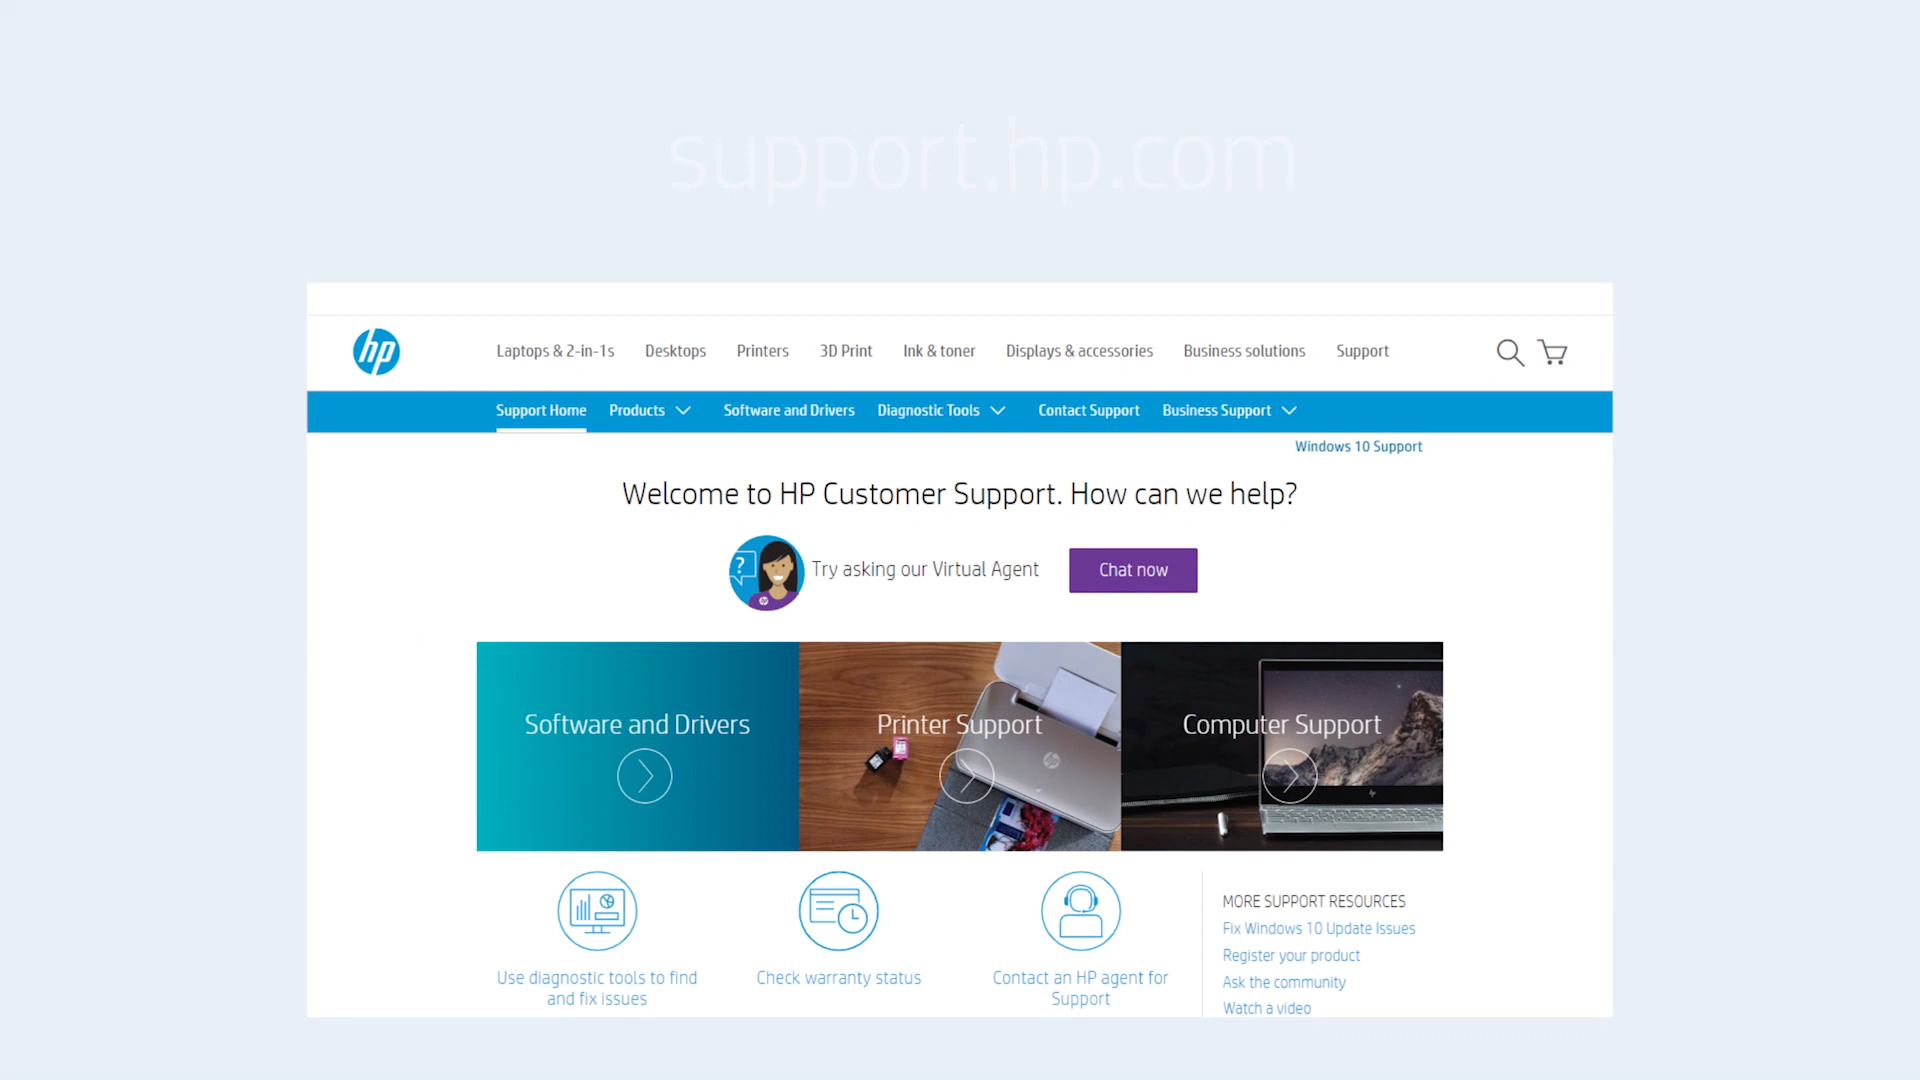 support.hp.com
hp
Laptops & 2-in-1s Desktops Printers 3D Print Ink & toner Displays & accessories Business solutions Support
Support Home Products Software and Drivers Diagnostic Tools Contact Support Business Support
Windows 10 Support
Welcome to HP Customer Support. How can we help?
? Try asking our Virtual Agent Chat now
Software and Drivers Printer Support Computer Support
Use diagnostic tools to find
and fix issues
Check warranty status
Contact an HP agent for
Support
MORE SUPPORT RESOURCES
Fix Windows 10 Update Issues
Register your product
Ask the community
Watch a video